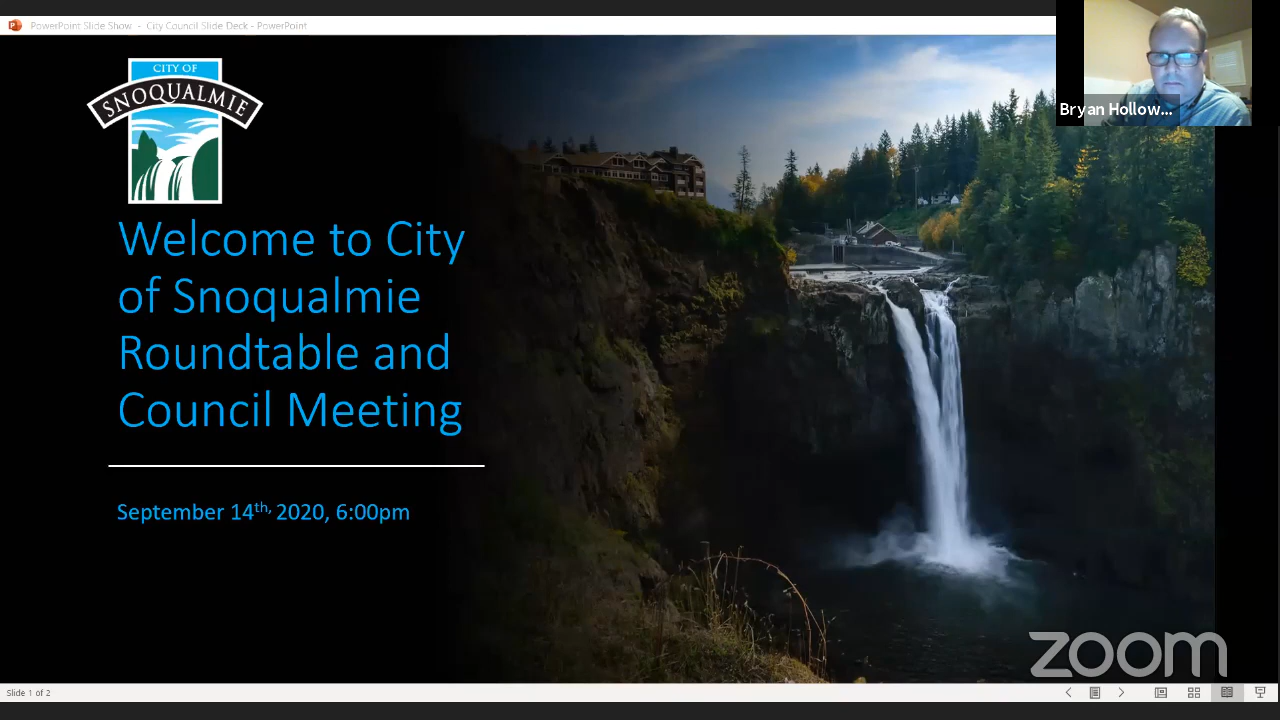 PowerPoint Slide Show - City Council Slide Deck - PowerPoint
CITY OF
SNOQUALMIE
Bryan Hollow...
Welcome to City
of Snoqualmie
Roundtable and
Council Meeting
September 14th, 2020, 6:00pm
zoom
Slide 1 of 2